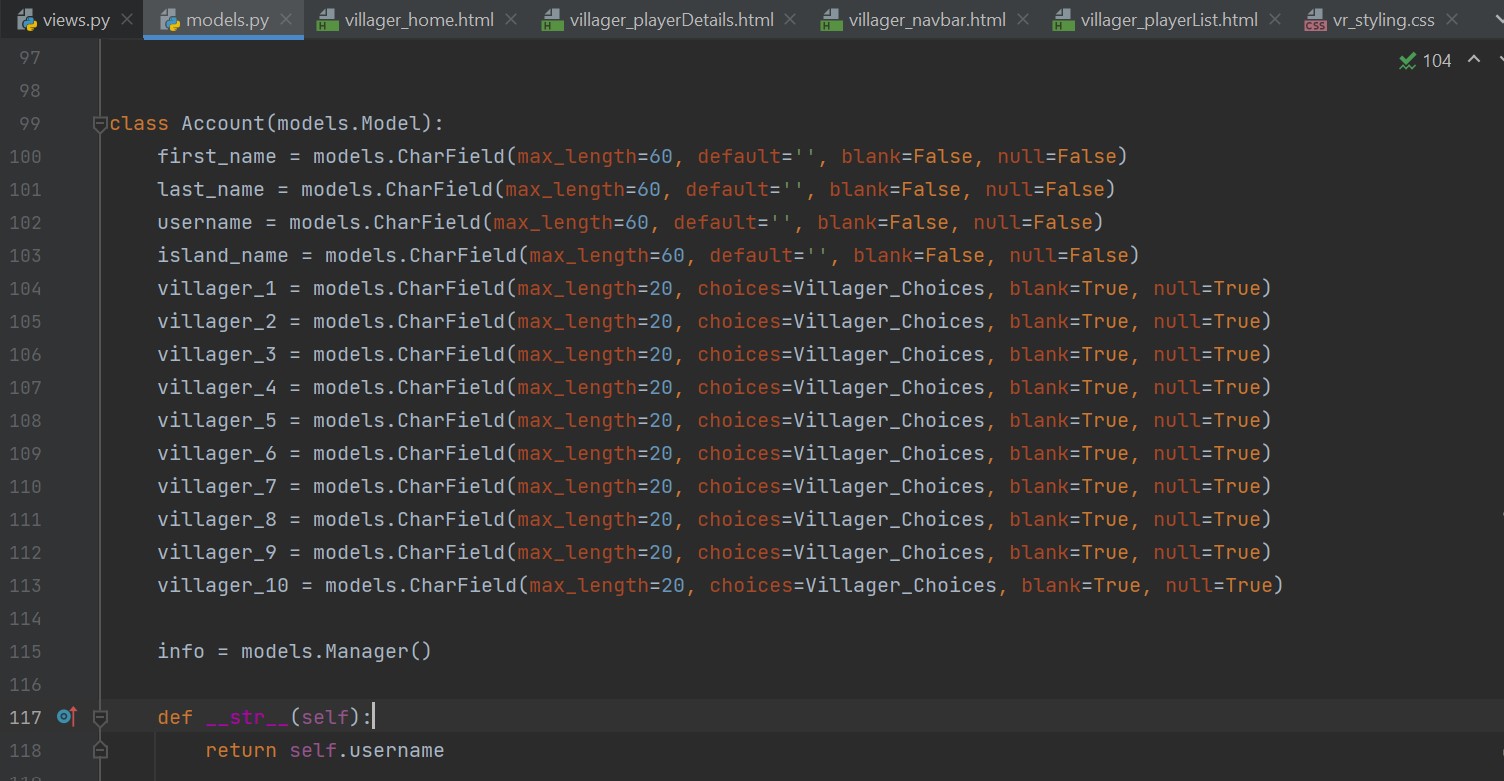 views.py models.py villager_home.html villager_playerDetails.html villager_navbar.html villager_playerList.html vr_styling.css
104
97
98
99 class Account(models.Model):
100 first_name = models.CharField(max_length=60, default='', blank=False, null=False)
101 last_name = models.CharField(max_length=60, default='', blank=False, null=False)
102 username = models.CharField(max_length=60, default='', blank=False, null=False)
103 island_name = models.CharField(max_length=60, default='', blank=False, null=False)
104 villager_1 = models.CharField(max_length=20, choices=Villager_Choices, blank=True, null=True)
105 villager_2 = models.CharField(max_length=20, choices=Villager_Choices, blank=True, null=True)
106 villager_3 = models.CharField(max_length=20, choices=Villager_Choices, blank=True, null=True)
107 villager_4 = models.CharField(max_length=20, choices=Villager_Choices, blank=True, null=True)
108 villager_5 = models.CharField(max_length=20, choices=Villager_Choices, blank=True, null=True)
109 villager_6 = models.CharField(max_length=20, choices=Villager_Choices, blank=True, null=True)
110 villager_7 = models.CharField(max_length=20, choices=Villager_Choices, blank=True, null=True)
111 villager_8 = models.CharField(max_length=20, choices=Villager_Choices, blank=True, null=True)
112 villager_9 = models.CharField(max_length=20, choices=Villager_Choices, blank=True, null=True)
113 villager_10 = models.CharField(max_length=20, choices=Villager_Choices, blank=True, null=True)
114
115 info = models.Manager()
116
117 def __str__(self):
118 return self.username